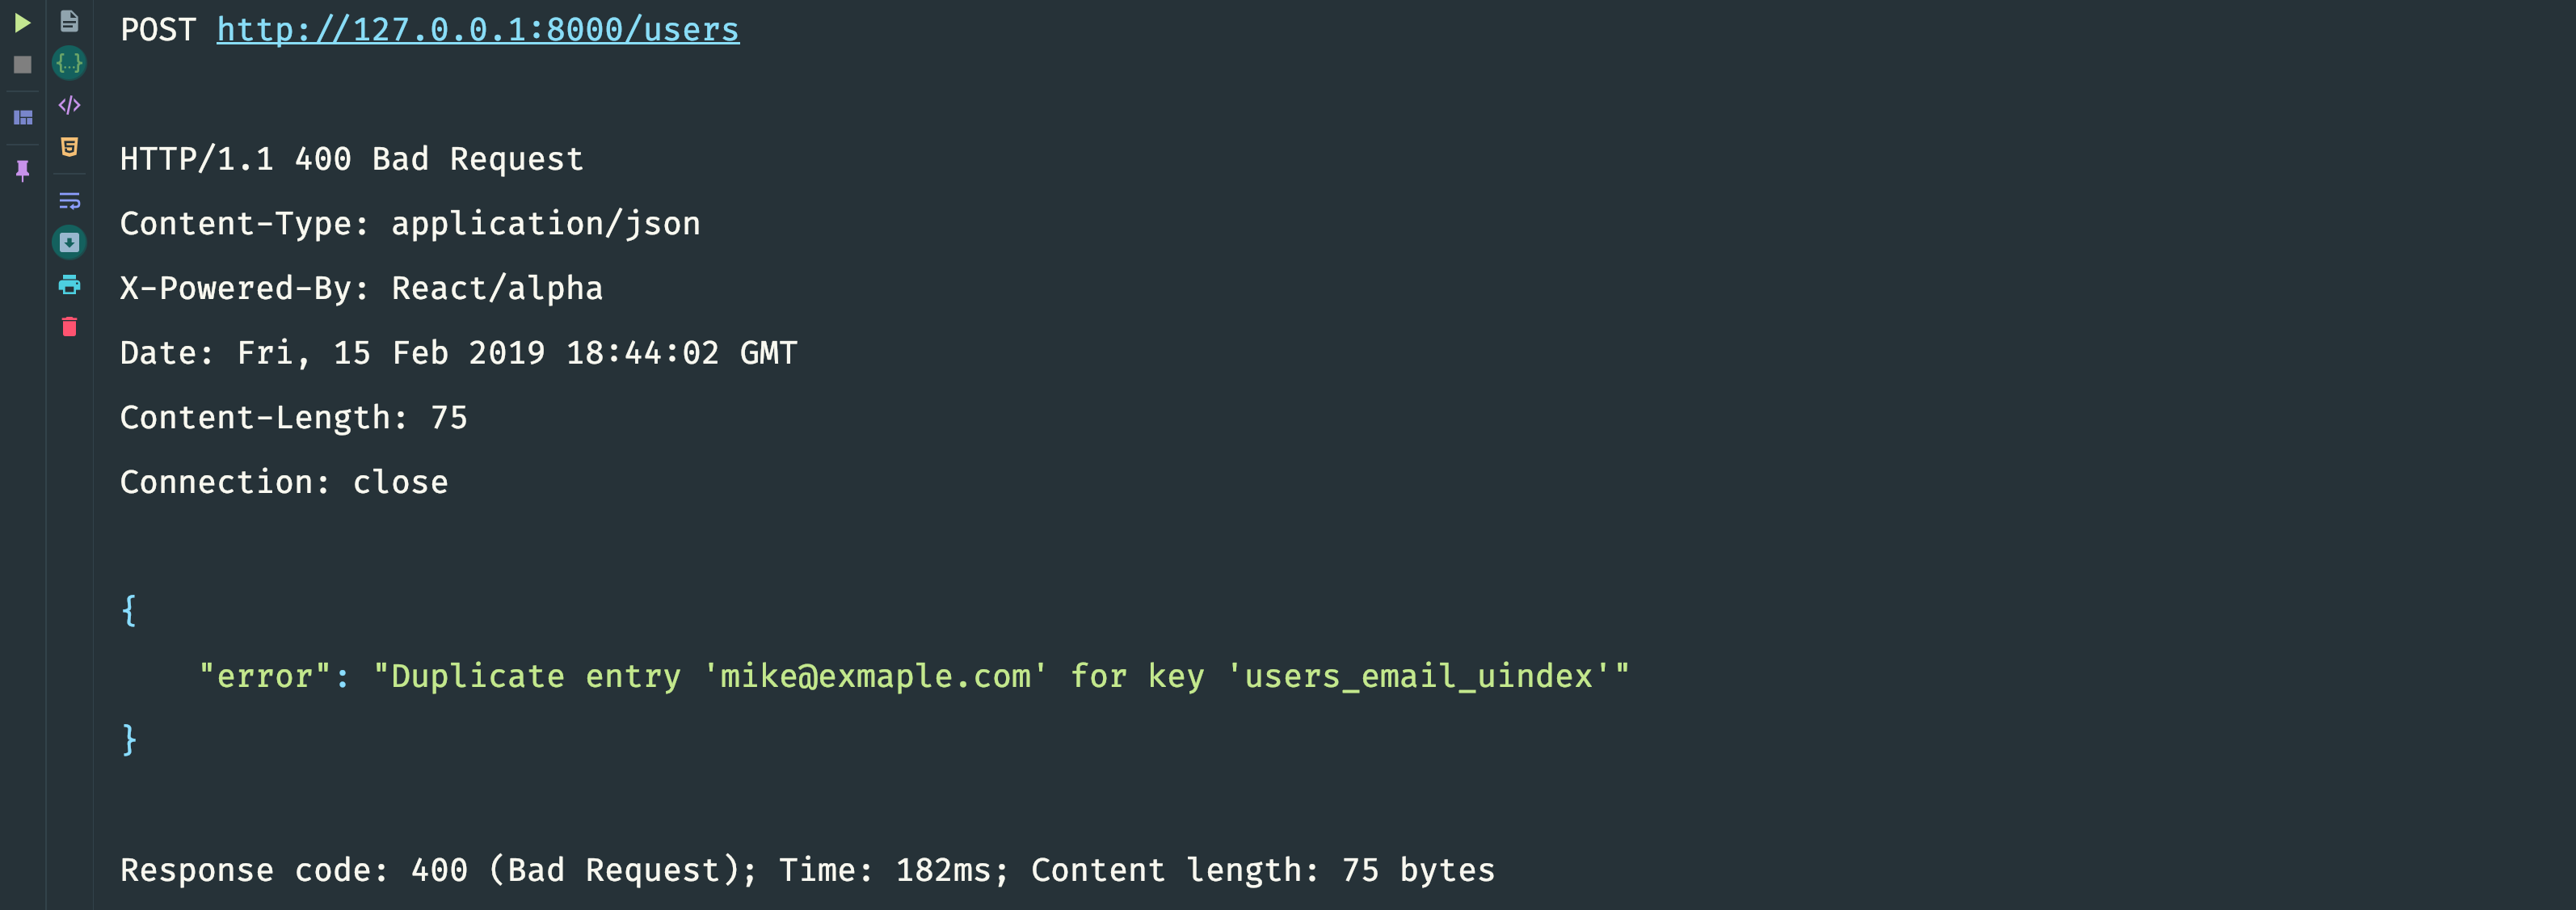 POST http://127.0.0.1:8000/users
HTTP/1.1 400 Bad Request
Content-Type: application/json
X-Powered-By: React/alpha
Date: Fri, 15 Feb 2019 18:44:02 GMT
Content-Length: 75
Connection: close
{
    "error": "Duplicate entry 'mike@exmaple.com' for key 'users_email_uindex'"
}
Response code: 400 (Bad Request); Time: 182ms; Content length: 75 bytes